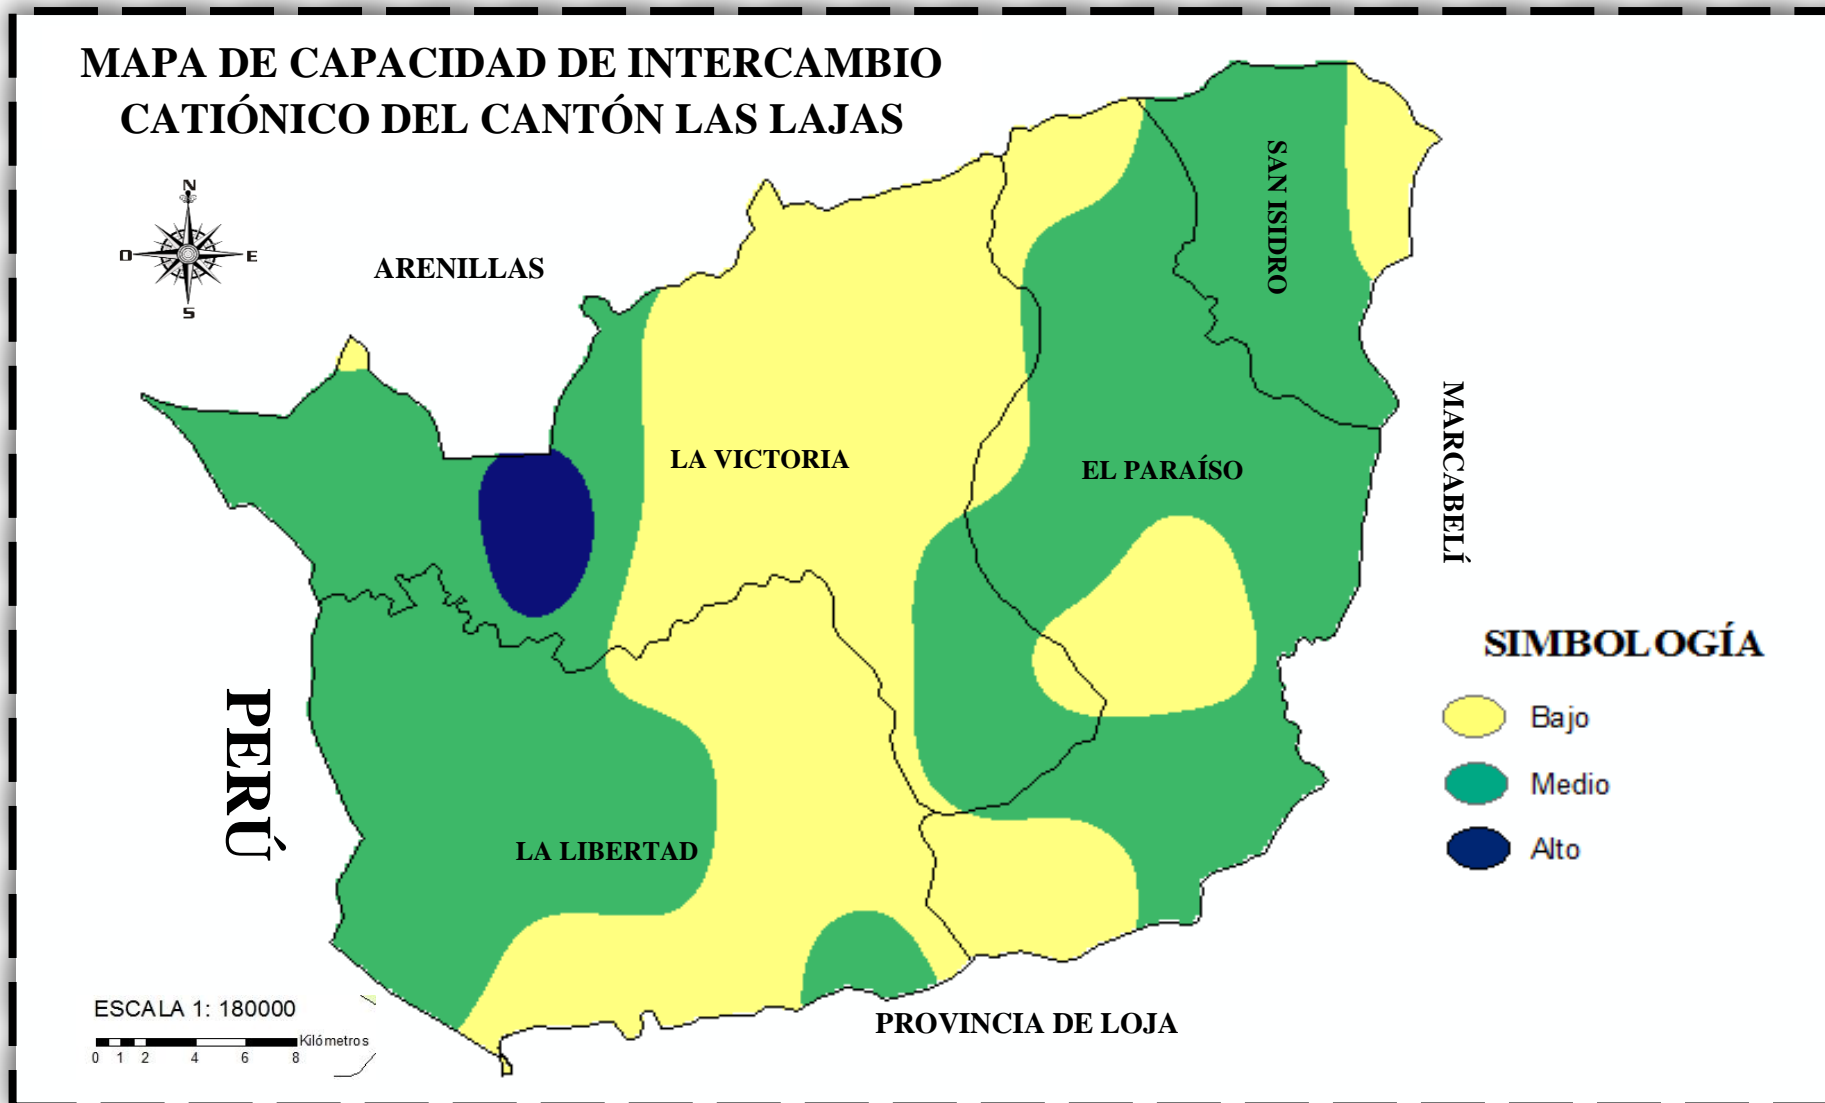 MAPA DE CAPACIDAD DE INTERCAMBIO
CATIÓNICO DEL CANTÓN LAS LAJAS
N
O
E
S
ARENILLAS
SAN ISIDRO
MARCABELÍ
LA VICTORIA
EL PARAÍSO
PERÚ
LA LIBERTAD
PROVINCIA DE LOJA
SIMBOLOGÍA
Bajo
Medio
Alto
ESCALA 1: 180000
Kilómetros
0 1 2 4 6 8